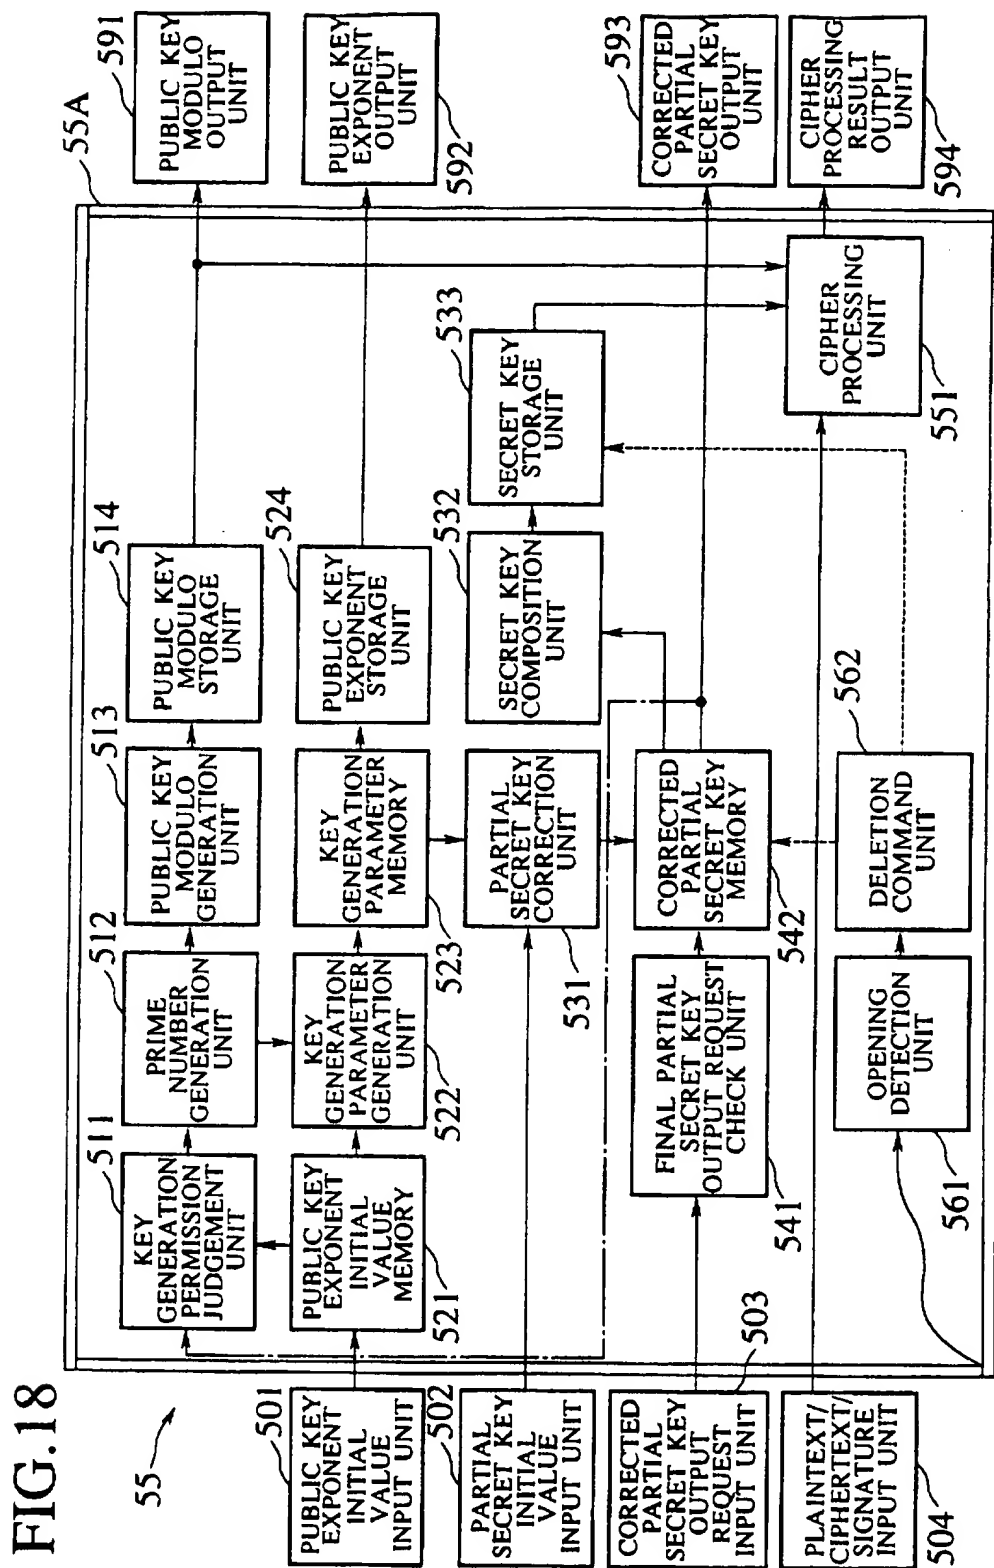 FIG.18
55
55A
501
PUBLIC KEY
EXPONENT
INITIAL
VALUE
INPUT UNIT
502
PARTIAL
SECRET KEY
INITIAL
VALUE
INPUT UNIT
CORRECTED
PARTIAL
SECRET KEY
OUTPUT
REQUEST
INPUT UNIT
503
PLAINTEXT/
CIPHERTEXT/
SIGNATURE
INPUT UNIT
504
511
KEY
GENERATION
PERMISSION
JUDGEMENT
UNIT
512
PRIME
NUMBER
GENERATION
UNIT
513
PUBLIC KEY
MODULO
GENERATION
UNIT
514
PUBLIC KEY
MODULO
STORAGE
UNIT
PUBLIC KEY
EXPONENT
INITIAL
VALUE
MEMORY
521
KEY
GENERATION
PARAMETER
GENERATION
UNIT
522
KEY
GENERATION
PARAMETER
MEMORY
523
524
PUBLIC KEY
EXPONENT
STORAGE
UNIT
PARTIAL
SECRET KEY
CORRECTION
UNIT
531
532
SECRET KEY
COMPOSITION
UNIT
533
SECRET KEY
STORAGE
UNIT
FINAL PARTIAL
SECRET KEY
OUTPUT REQUEST
CHECK UNIT
541
CORRECTED
PARTIAL
SECRET KEY
MEMORY
542
CIPHER
PROCESSING
UNIT
551
OPENING
DETECTION
UNIT
561
562
DELETION
COMMAND
UNIT
591
PUBLIC KEY
MODULO
OUTPUT
UNIT
PUBLIC KEY
EXPONENT
OUTPUT
UNIT
592
593
CORRECTED
PARTIAL
SECRET KEY
OUTPUT
UNIT
CIPHER
PROCESSING
RESULT
OUTPUT
UNIT
594